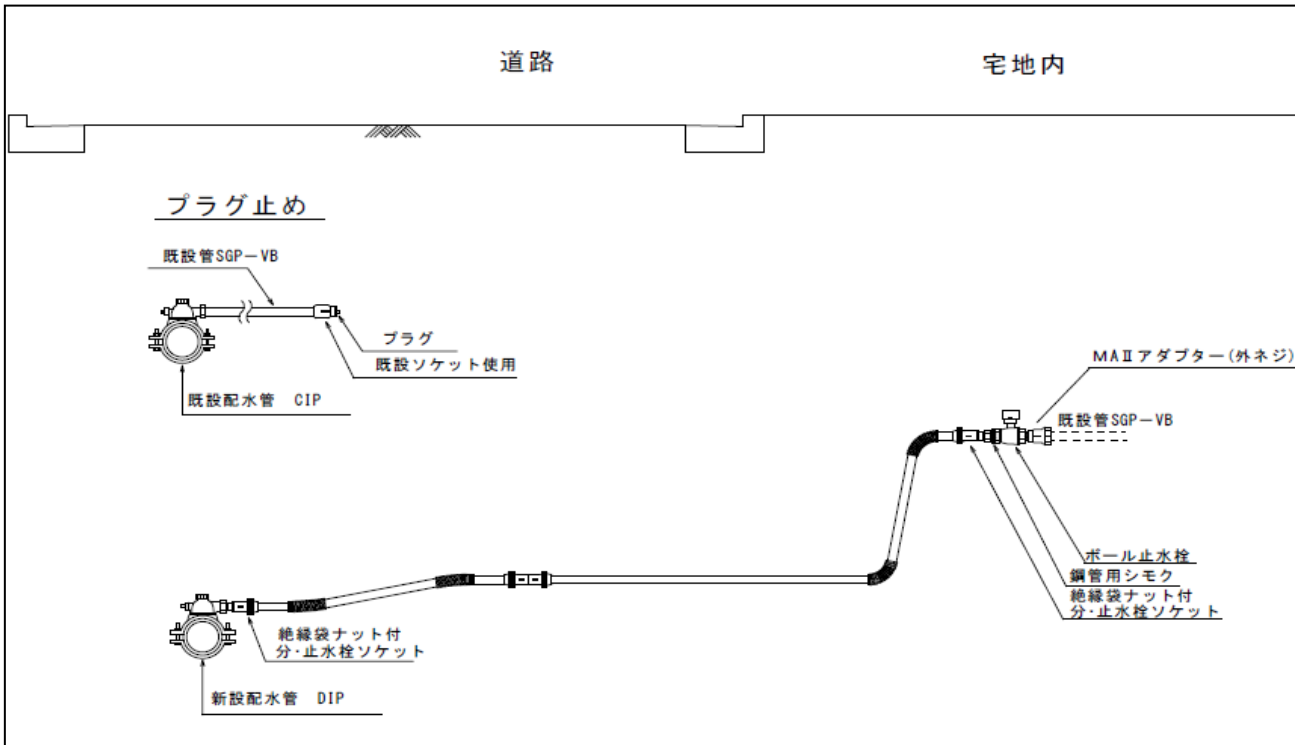 道路
宅地内
プラグ止め
既設管SGP－VB
プラグ
既設ソケット使用
既設配水管 CIP
MAⅡアダプター(外ネジ)
既設管SGP－VB
ボール止水栓
鋼管用シモク
絶縁袋ナット付
分・止水栓ソケット
絶縁袋ナット付
分・止水栓ソケット
新設配水管 DIP